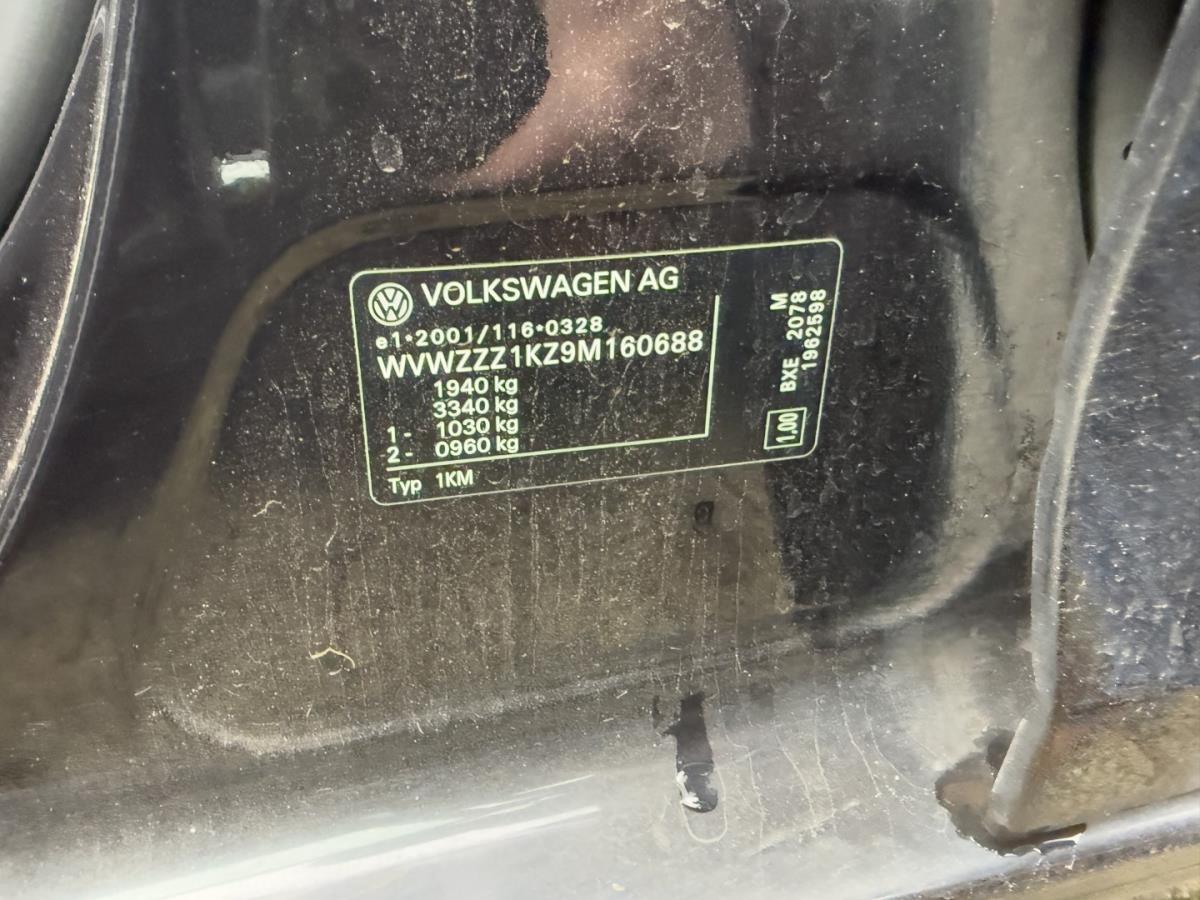 VOLKSWAGEN AG
e1*2001/116*0328
WVWZZZ1KZ9M160688
1940 kg
3340 kg
1- 1030 kg
2- 0960 kg
Typ 1KM
M
BXE 2078
1962598
1,00